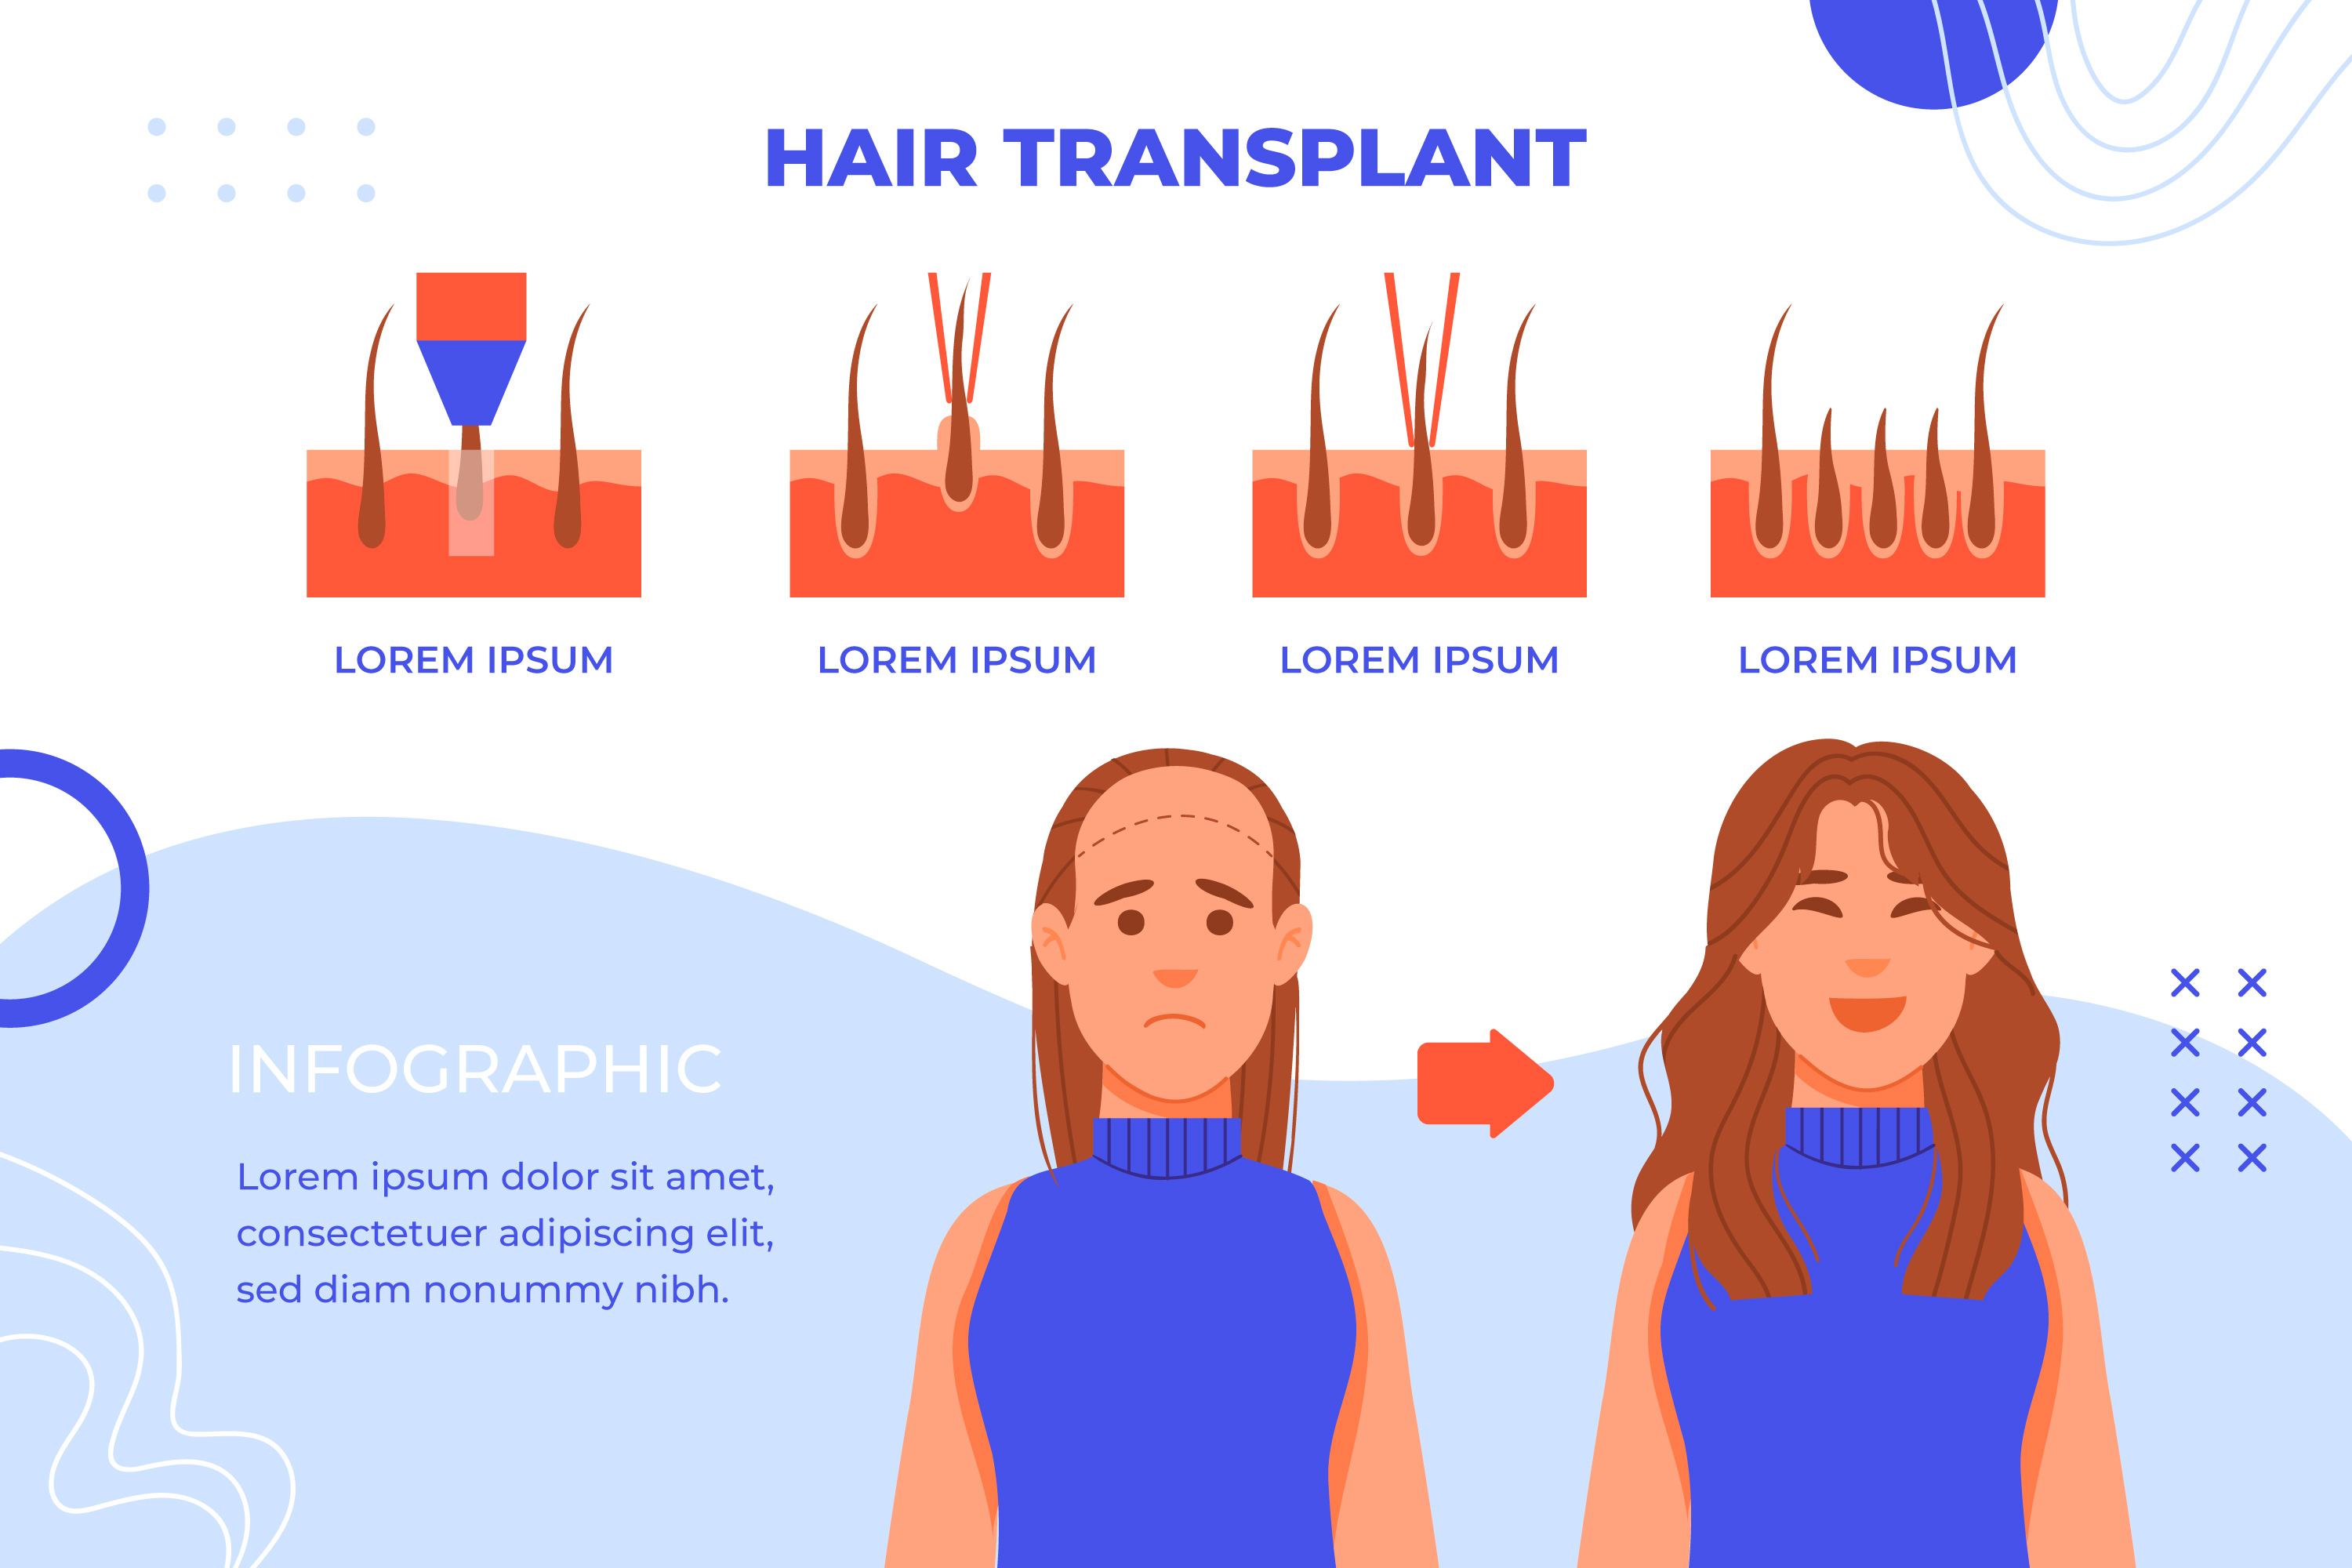 HAIR TRANSPLANT
LOREM IPSUM
LOREM IPSUM
LOREM IPSUM
LOREM IPSUM
INFOGRAPHIC
Lorem ipsum dolor sit amet,
consectetuer adipiscing elit,
sed diam nonummy nibh.